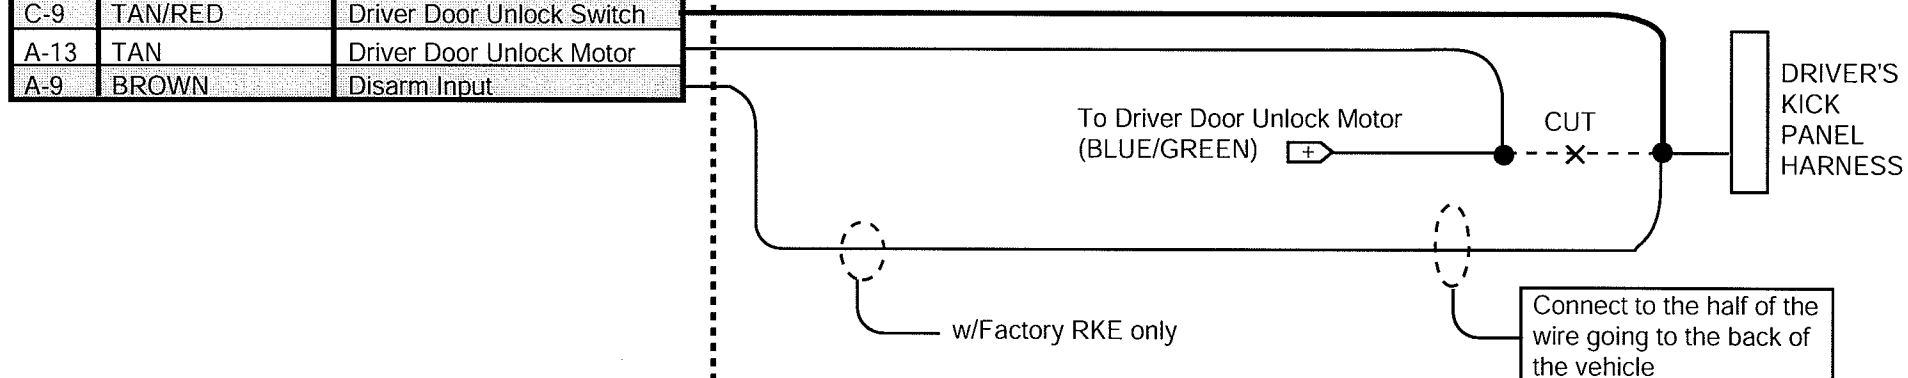 C-9 TAN/RED Driver Door Unlock Switch
A-13 TAN Driver Door Unlock Motor
A-9 BROWN Disarm Input
To Driver Door Unlock Motor
(BLUE/GREEN) +
CUT
DRIVER'S
KICK
PANEL
HARNESS
w/Factory RKE only
Connect to the half of the
wire going to the back of
the vehicle